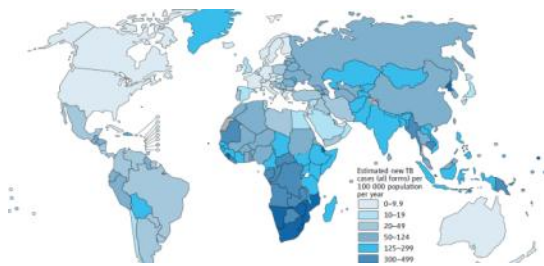 Estimated new TB
cases (all forms) per
100 000 population
per year
0–9.9
10–19
20–49
50–124
125–299
300–499